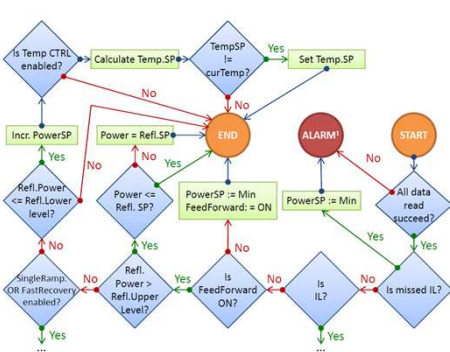 Is Temp CTRL
enabled?
Calculate Temp.SP
TempSP
!=
curTemp?
Yes
Set Temp.SP
No
No
Incr. PowerSP
Power = Refl.SP
END
ALARM¹
START
Yes
No
No
Yes
No
Refl.Power
<= Refl.Lower
level?
Power <=
Refl. SP?
PowerSP := Min
FeedForward: = ON
PowerSP := Min
All data
read
succeed?
No
Yes
No
Yes
Yes
SingleRamp.
OR FastRecovery
enabled?
No
Refl.
Power >
Refl.Upper
Level?
Yes
Is
FeedForward
ON?
No
Is
IL?
No
Is missed IL?
Yes
...
Yes
...